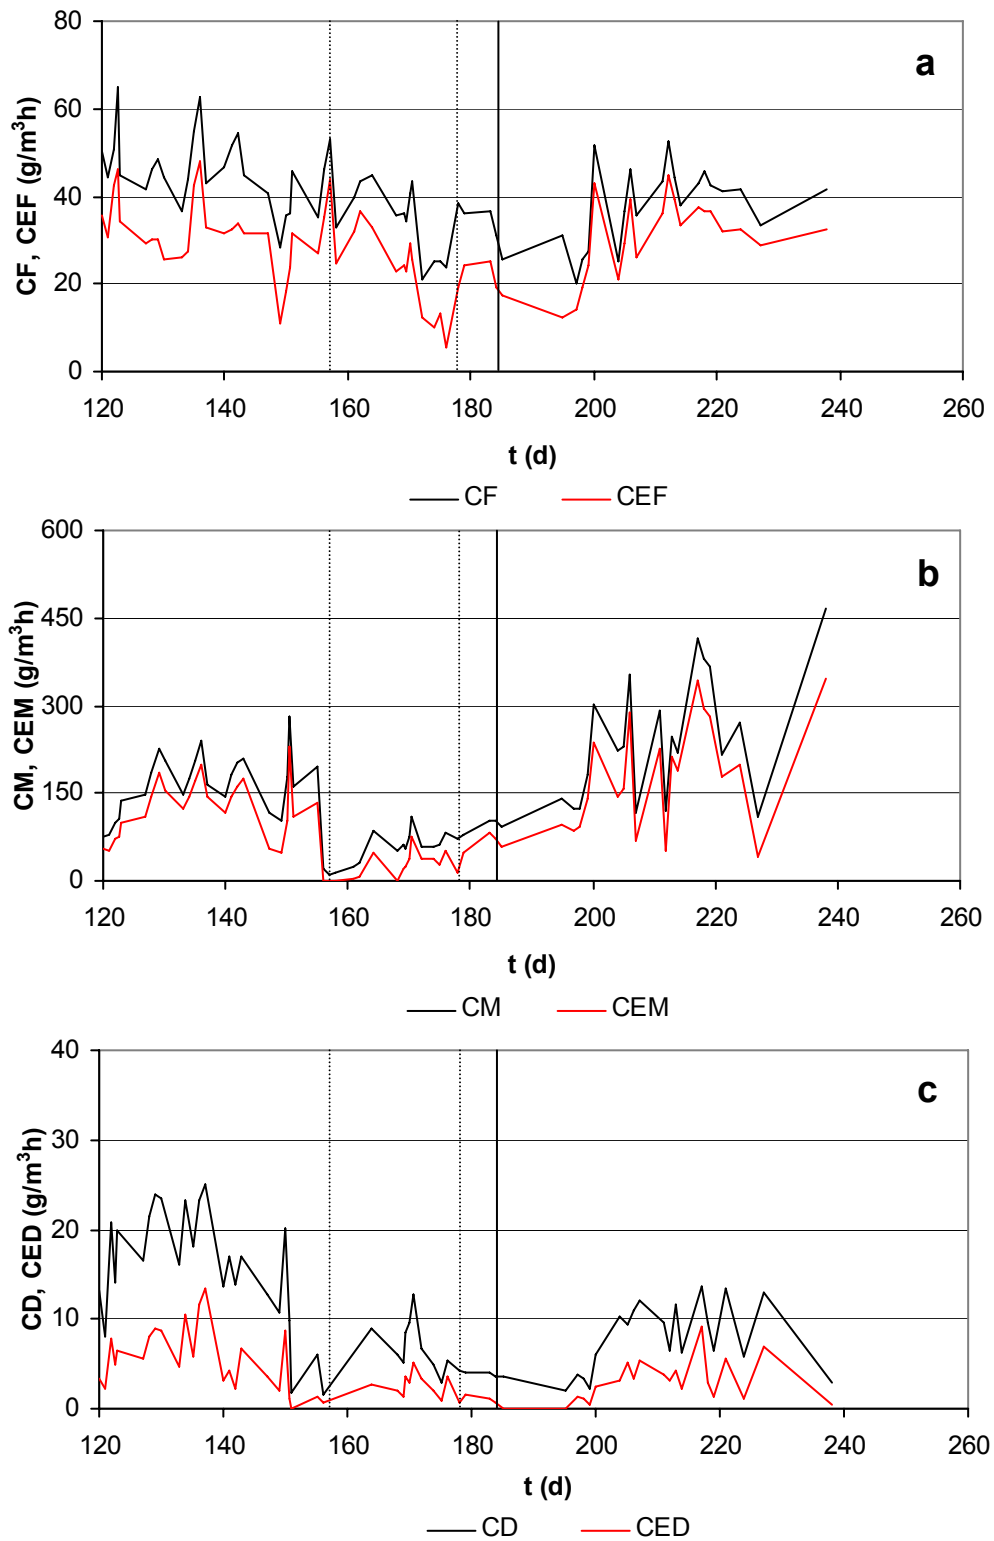 80
60
40
20
0
CF, CEF (g/m³h)
a
120 140 160 180 200 220 240 260
t (d)
CF CEF
600
450
300
150
0
CM, CEM (g/m³h)
b
120 140 160 180 200 220 240 260
t (d)
CM CEM
40
30
20
10
0
CD, CED (g/m³h)
c
120 140 160 180 200 220 240 260
t (d)
CD CED